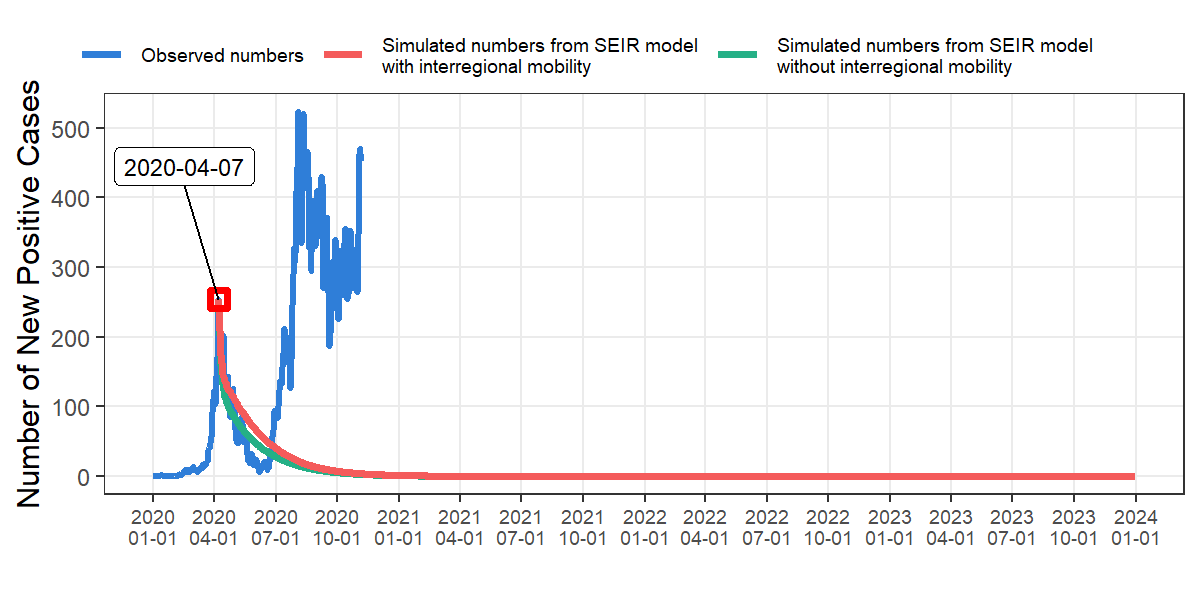 Observed numbers
Simulated numbers from SEIR model
with interregional mobility
Simulated numbers from SEIR model
without interregional mobility
Number of New Positive Cases
500
400
300
200
100
0
2020-04-07
2020 2020 2020 2020 2021 2021 2021 2021 2022 2022 2022 2022 2023 2023 2023 2023 2024
01-01 04-01 07-01 10-01 01-01 04-01 07-01 10-01 01-01 04-01 07-01 10-01 01-01 04-01 07-01 10-01 01-01